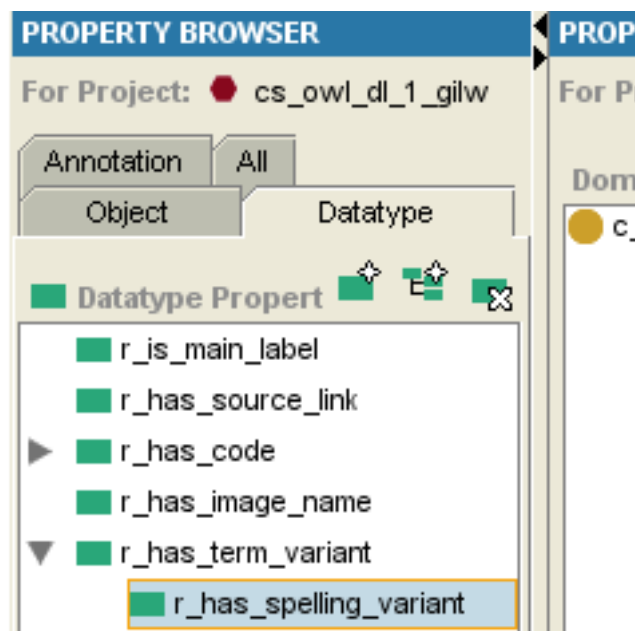 PROPERTY BROWSER
For Project: cs_owl_dl_1_gilw
Annotation All
Object Datatype
Datatype Propert
r_is_main_label
r_has_source_link
r_has_code
r_has_image_name
r_has_term_variant
r_has_spelling_variant
PROP
For P
Dom
c_